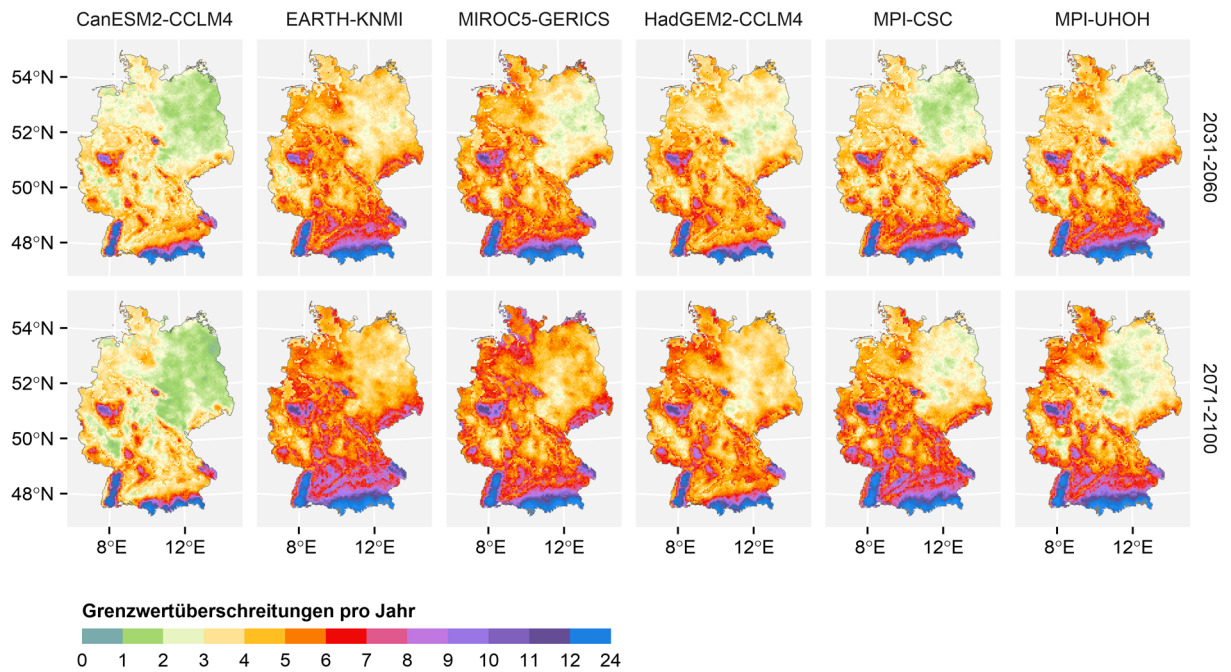 CanESM2-CCLM4 EARTH-KNMI MIROC5-GERICS HadGEM2-CCLM4 MPI-CSC MPI-UHOH
54°N
52°N
50°N
48°N
2031-2060
54°N
52°N
50°N
48°N
2071-2100
8°E 12°E 8°E 12°E 8°E 12°E 8°E 12°E 8°E 12°E 8°E 12°E
Grenzwertüberschreitungen pro Jahr
0 1 2 3 4 5 6 7 8 9 10 11 12 24